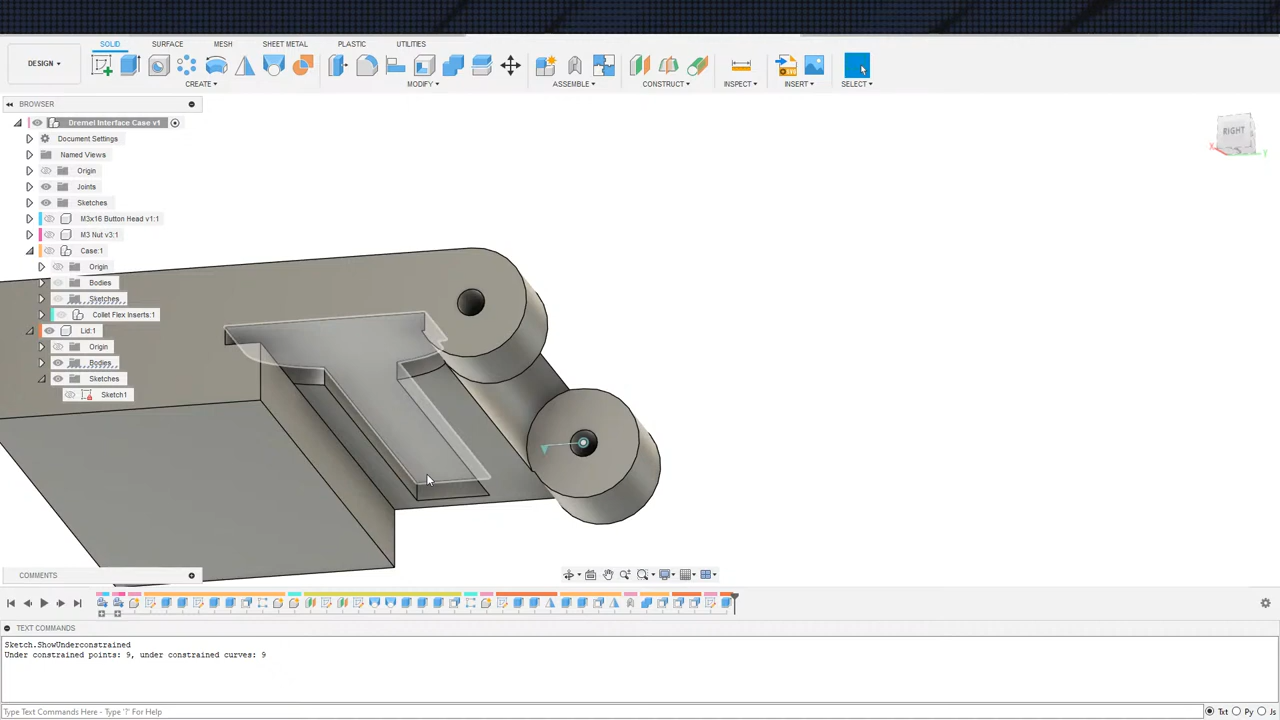 SOLID SURFACE MESH SHEET METAL PLASTIC UTILITIES
DESIGN
CREATE MODIFY ASSEMBLE CONSTRUCT INSPECT INSERT SELECT
BROWSER
Dremel Interface Case v1
RIGHT
X Y
Document Settings
Named Views
Origin
Joints
Sketches
M3x16 Button Head v1:1
M3 Nut v3:1
Case:1
Origin
Bodies
Sketches
Collet Flex Inserts:1
Lid:1
Origin
Bodies
Sketches
Sketch1
COMMENTS
TEXT COMMANDS
Sketch.ShowUnderconstrained
Under constrained points: 9, under constrained curves: 9
Type Text Commands Here - Type '?' For Help Txt Py Js